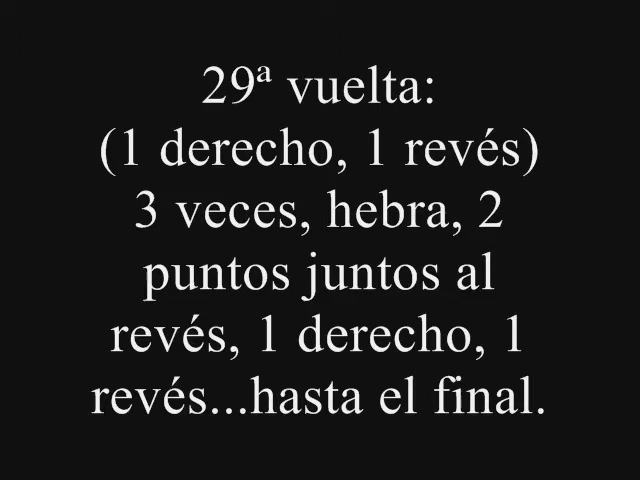 29ª vuelta:
(1 derecho, 1 revés)
3 veces, hebra, 2
puntos juntos al
revés, 1 derecho, 1
revés...hasta el final.